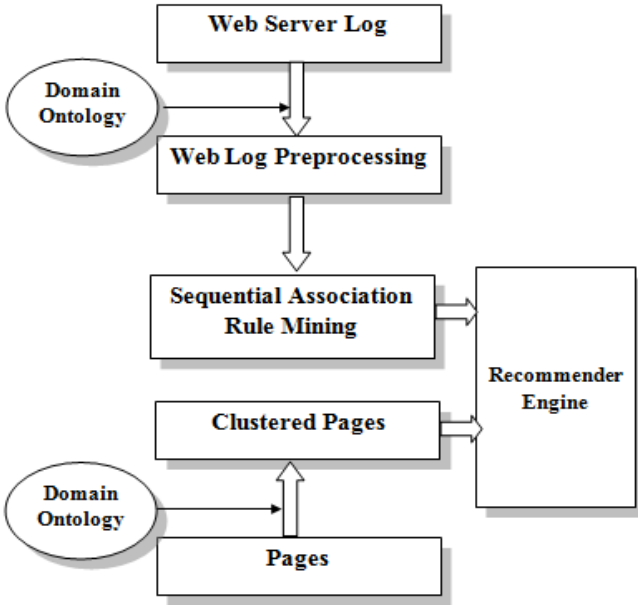 Web Server Log
Domain
Ontology
Web Log Preprocessing
Sequential Association
Rule Mining
Recommender
Engine
Clustered Pages
Domain
Ontology
Pages